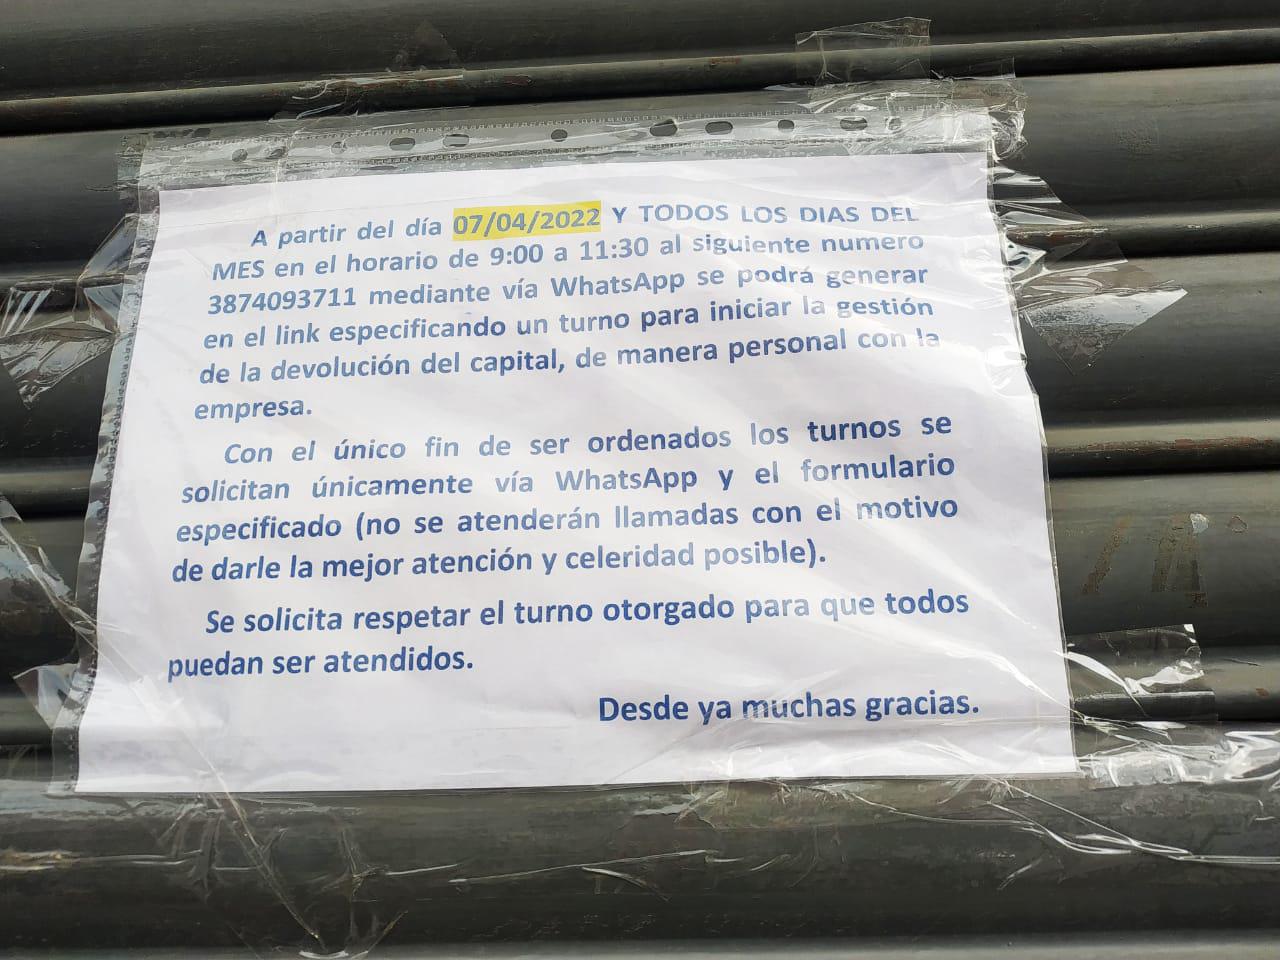 A partir del día 07/04/2022 Y TODOS LOS DIAS DEL
MES en el horario de 9:00 a 11:30 al siguiente numero
3874093711 mediante vía WhatsApp se podrá generar
en el link especificando un turno para iniciar la gestión
de la devolución del capital, de manera personal con la
empresa.
Con el único fin de ser ordenados los turnos se
solicitan únicamente vía WhatsApp y el formulario
especificado (no se atenderán llamadas con el motivo
de darle la mejor atención y celeridad posible).
Se solicita respetar el turno otorgado para que todos
puedan ser atendidos.
Desde ya muchas gracias.